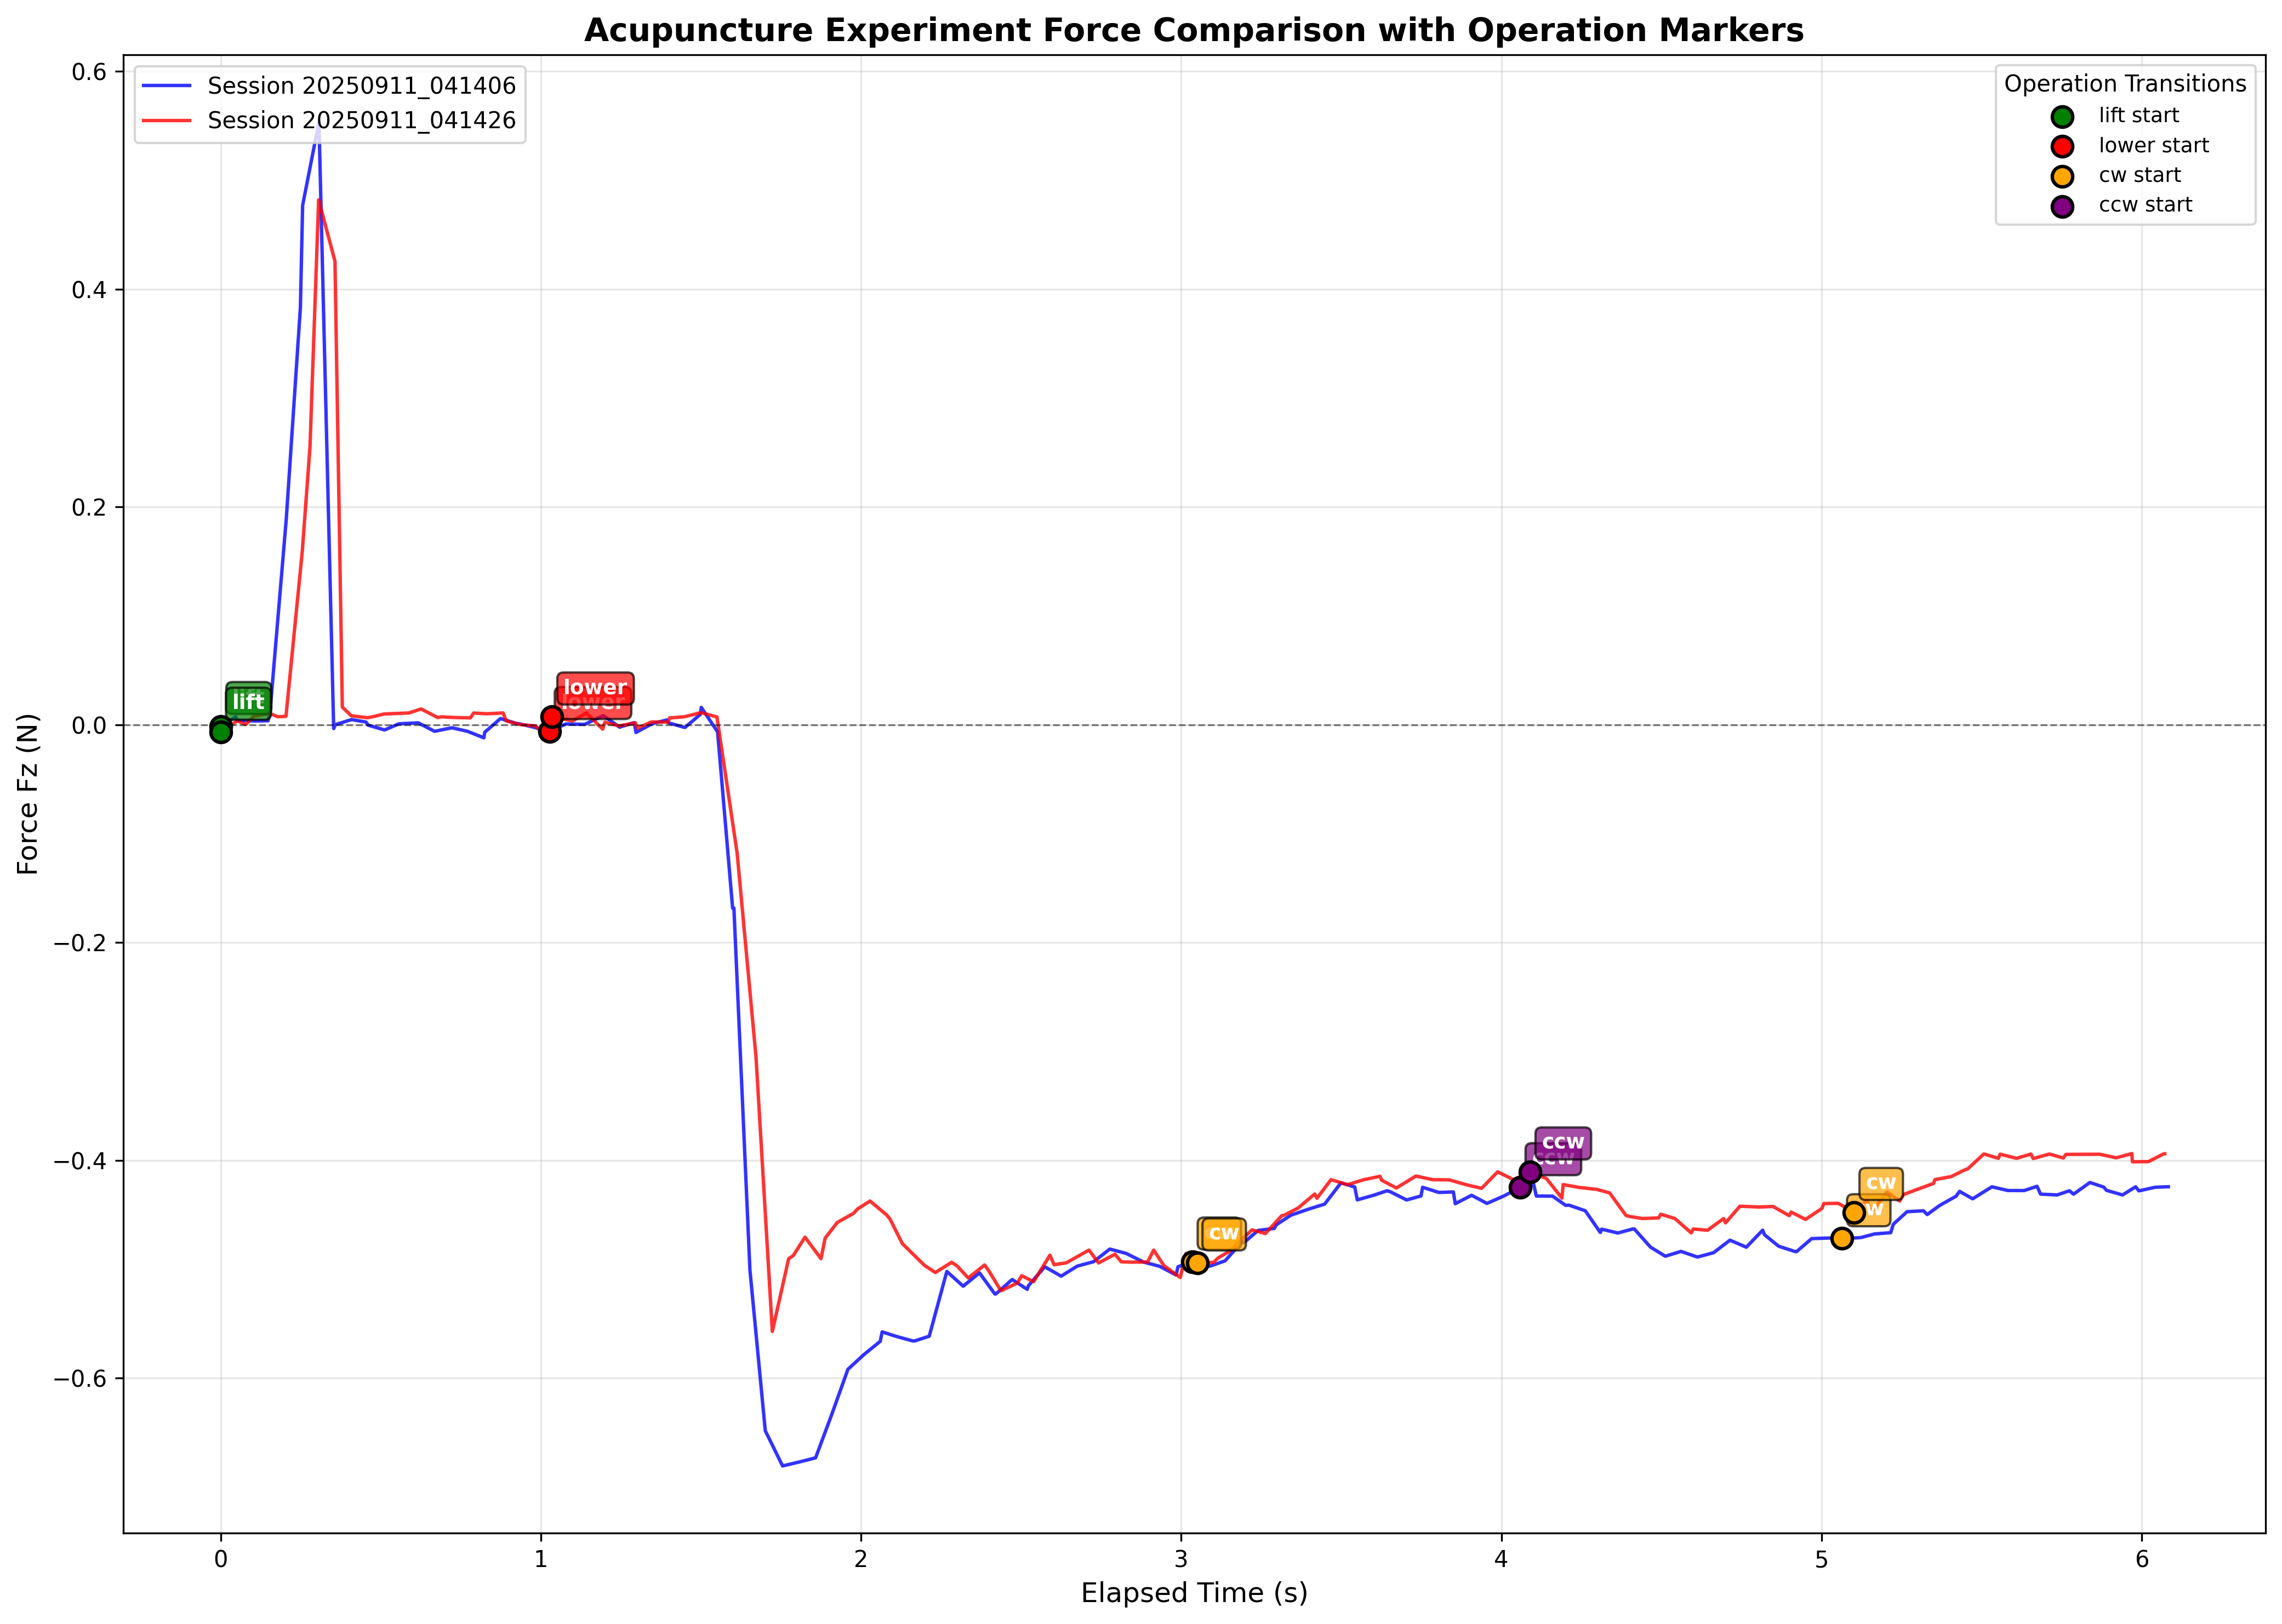 Acupuncture Experiment Force Comparison with Operation Markers
Session 20250911_041406
Session 20250911_041426
Operation Transitions
lift start
lower start
cw start
ccw start
Force Fz (N)
0.6
0.4
0.2
0.0
−0.2
−0.4
−0.6
lift
lower
lower
cw
ccw
ccw
cw
cw
0
1
2
3
4
5
6
Elapsed Time (s)